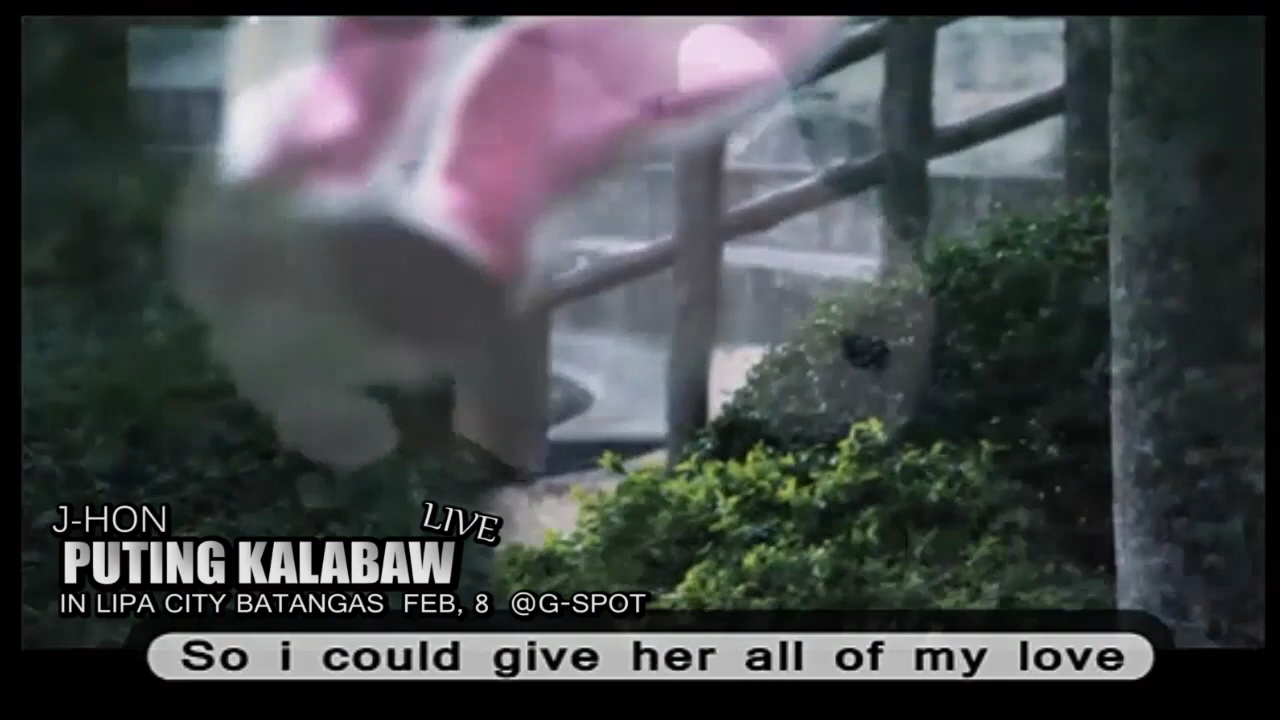 J-HON
LIVE
PUTING KALABAW
IN LIPA CITY BATANGAS FEB, 8 @G-SPOT
So i could give her all of my love